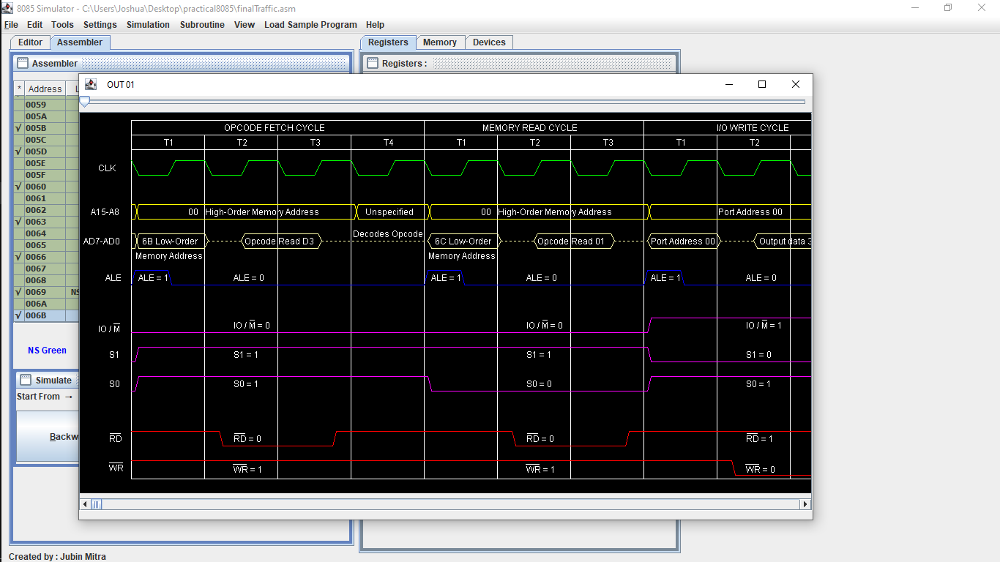 8085 Simulator - C:\Users\Joshua\Desktop\practical8085\finalTraffic.asm
File Edit Tools Settings Simulation Subroutine View Load Sample Program Help
Editor Assembler
Registers Memory Devices
Assembler
Registers :
* Address L
0059
005A
√ 005B
005C
√ 005D
005E
005F
√ 0060
0061
0062
√ 0063
0064
0065
√ 0066
0067
0068
√ 0069 NS
006A
√ 006B
NS Green
Simulate
Start From →
Backw
OUT 01
OPCODE FETCH CYCLE MEMORY READ CYCLE I/O WRITE CYCLE
T1 T2 T3 T4 T1 T2 T3 T1 T2
CLK
A15-A8 00 High-Order Memory Address Unspecified 00 High-Order Memory Address Port Address 00
AD7-AD0 6B Low-Order Opcode Read D3 Decodes Opcode 6C Low-Order Opcode Read 01 Port Address 00 Output data 3
Memory Address Memory Address
ALE ALE = 1 ALE = 0 ALE = 1 ALE = 0 ALE = 1 ALE = 0
IO / M̅ IO / M̅ = 0 IO / M̅ = 0 IO / M̅ = 1
S1 S1 = 1 S1 = 1 S1 = 0
S0 S0 = 1 S0 = 0 S0 = 1
R̅D̅ R̅D̅ = 0 R̅D̅ = 0 R̅D̅ = 1
W̅R̅ W̅R̅ = 1 W̅R̅ = 1 W̅R̅ = 0
Created by : Jubin Mitra